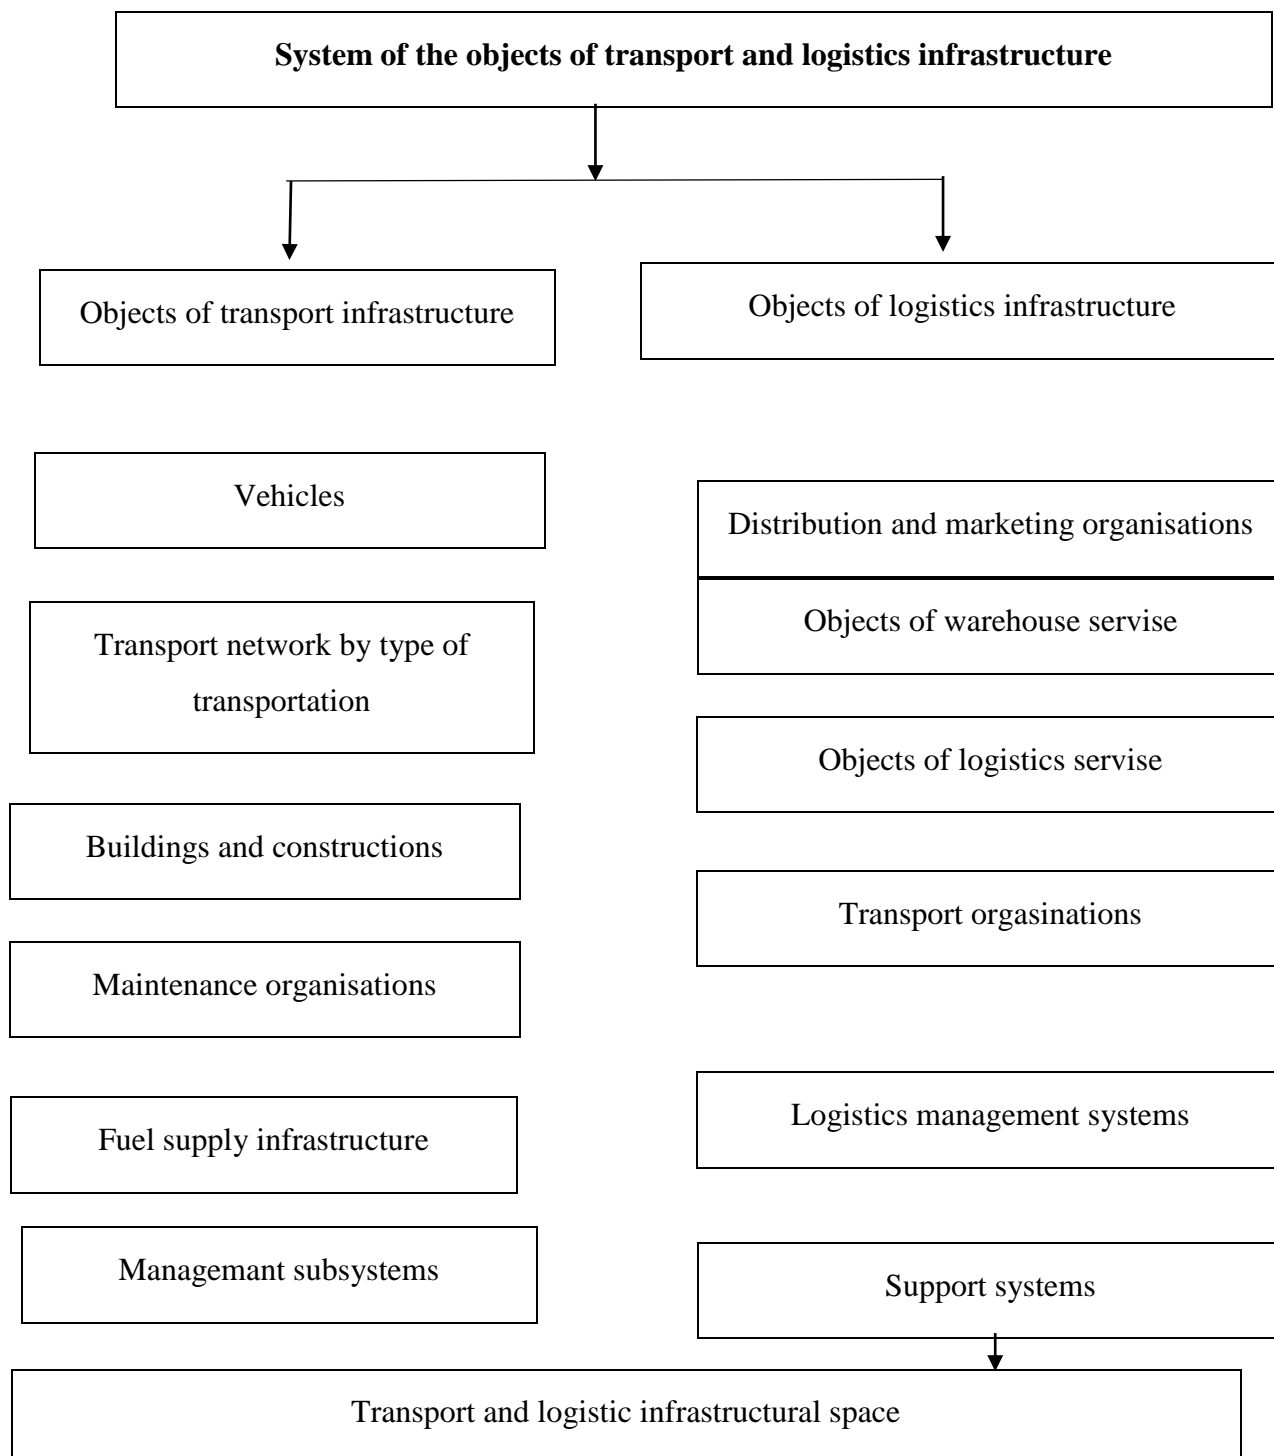 System of the objects of transport and logistics infrastructure
Objects of transport infrastructure
Objects of logistics infrastructure
Vehicles
Transport network by type of
transportation
Buildings and constructions
Maintenance organisations
Fuel supply infrastructure
Managemant subsystems
Distribution and marketing organisations
Objects of warehouse servise
Objects of logistics servise
Transport orgasinations
Logistics management systems
Support systems
Transport and logistic infrastructural space